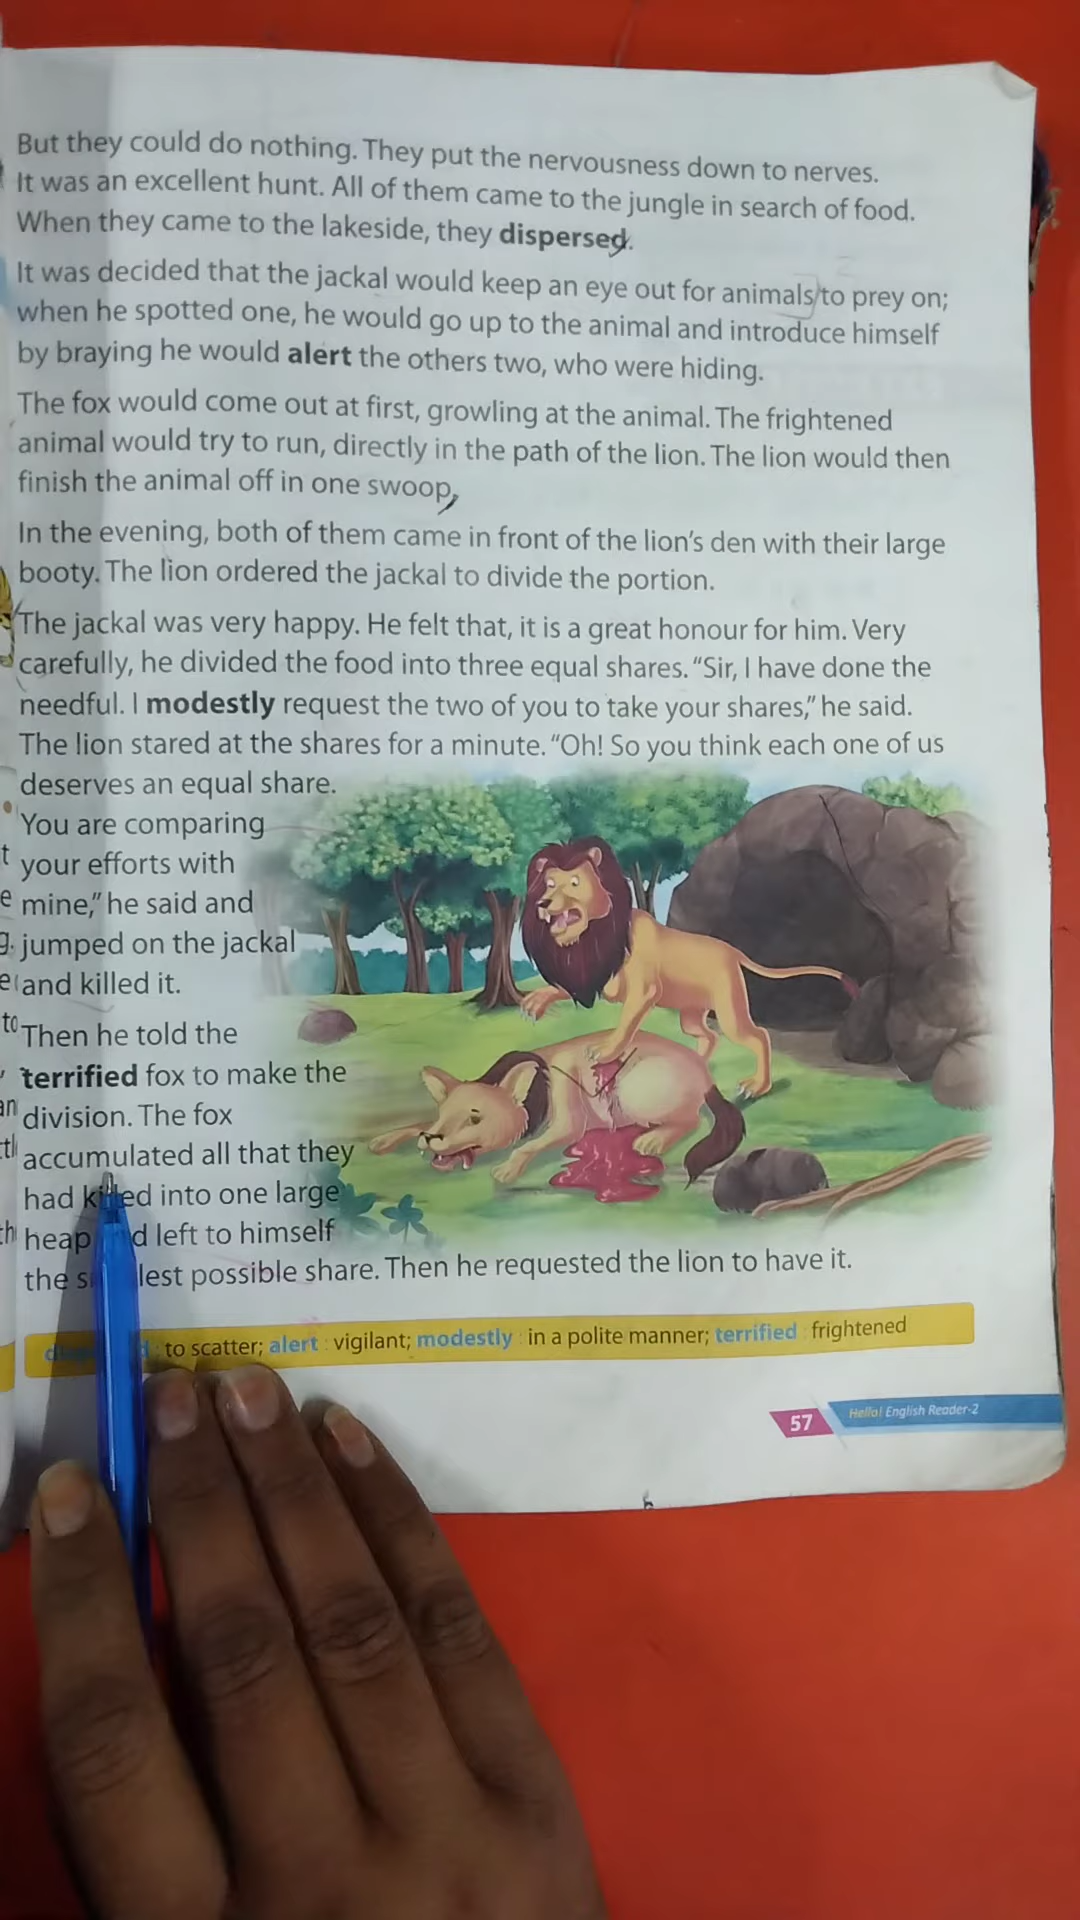 But they could do nothing. They put the nervousness down to nerves.
It was an excellent hunt. All of them came to the jungle in search of food.
When they came to the lakeside, they dispersed.
It was decided that the jackal would keep an eye out for animals to prey on;
when he spotted one, he would go up to the animal and introduce himself
by braying he would alert the others two, who were hiding.
The fox would come out at first, growling at the animal. The frightened
animal would try to run, directly in the path of the lion. The lion would then
finish the animal off in one swoop,
In the evening, both of them came in front of the lion's den with their large
booty. The lion ordered the jackal to divide the portion.
The jackal was very happy. He felt that, it is a great honour for him. Very
carefully, he divided the food into three equal shares. "Sir, I have done the
needful. I modestly request the two of you to take your shares," he said.
The lion stared at the shares for a minute. "Oh! So you think each one of us
deserves an equal share.
You are comparing
your efforts with
mine," he said and
jumped on the jackal
and killed it.
Then he told the
terrified fox to make the
division. The fox
accumulated all that they
had killed into one large
heap left to himself
the possible share. Then he requested the lion to have it.
to scatter; alert : vigilant; modestly : in a polite manner; terrified : frightened
57 Hello! English Reader-2